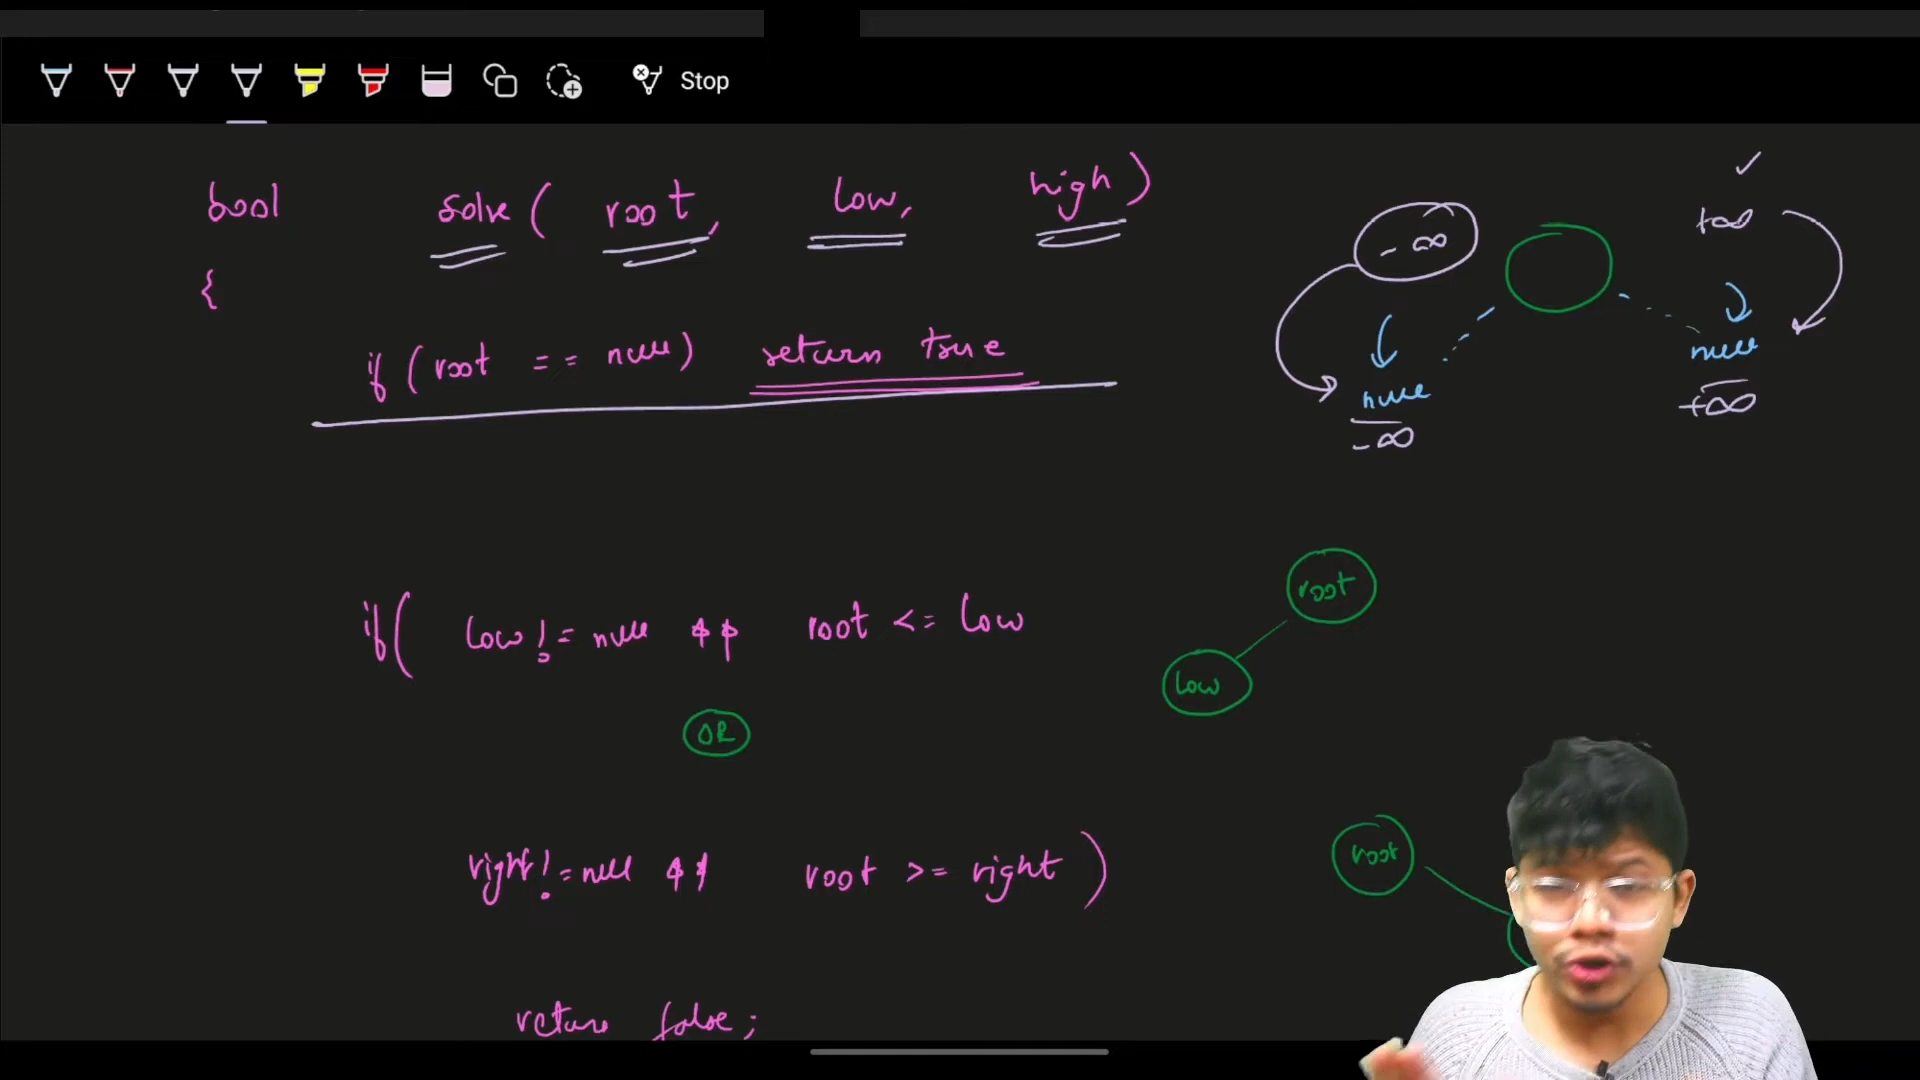 Stop
bool solve( root, low, high)
{
if (root == null) return true
if( low != null && root <= low
OR
right != null && root >= right )
return false;
- ∞
+∞
null
- ∞
null
+∞
root
low
root